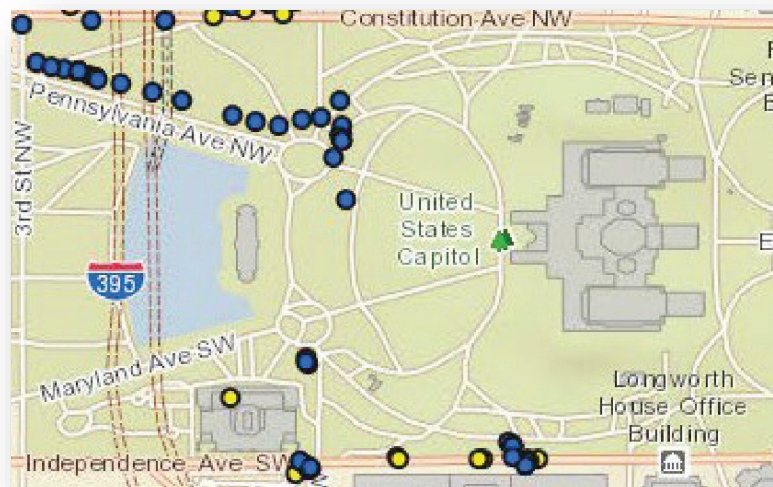 Constitution Ave NW
Pennsylvania Ave NW
3rd St NW
United
States
Capitol
395
Maryland Ave SW
Longworth
House Office
Building
Independence Ave SW
Sen
E
E